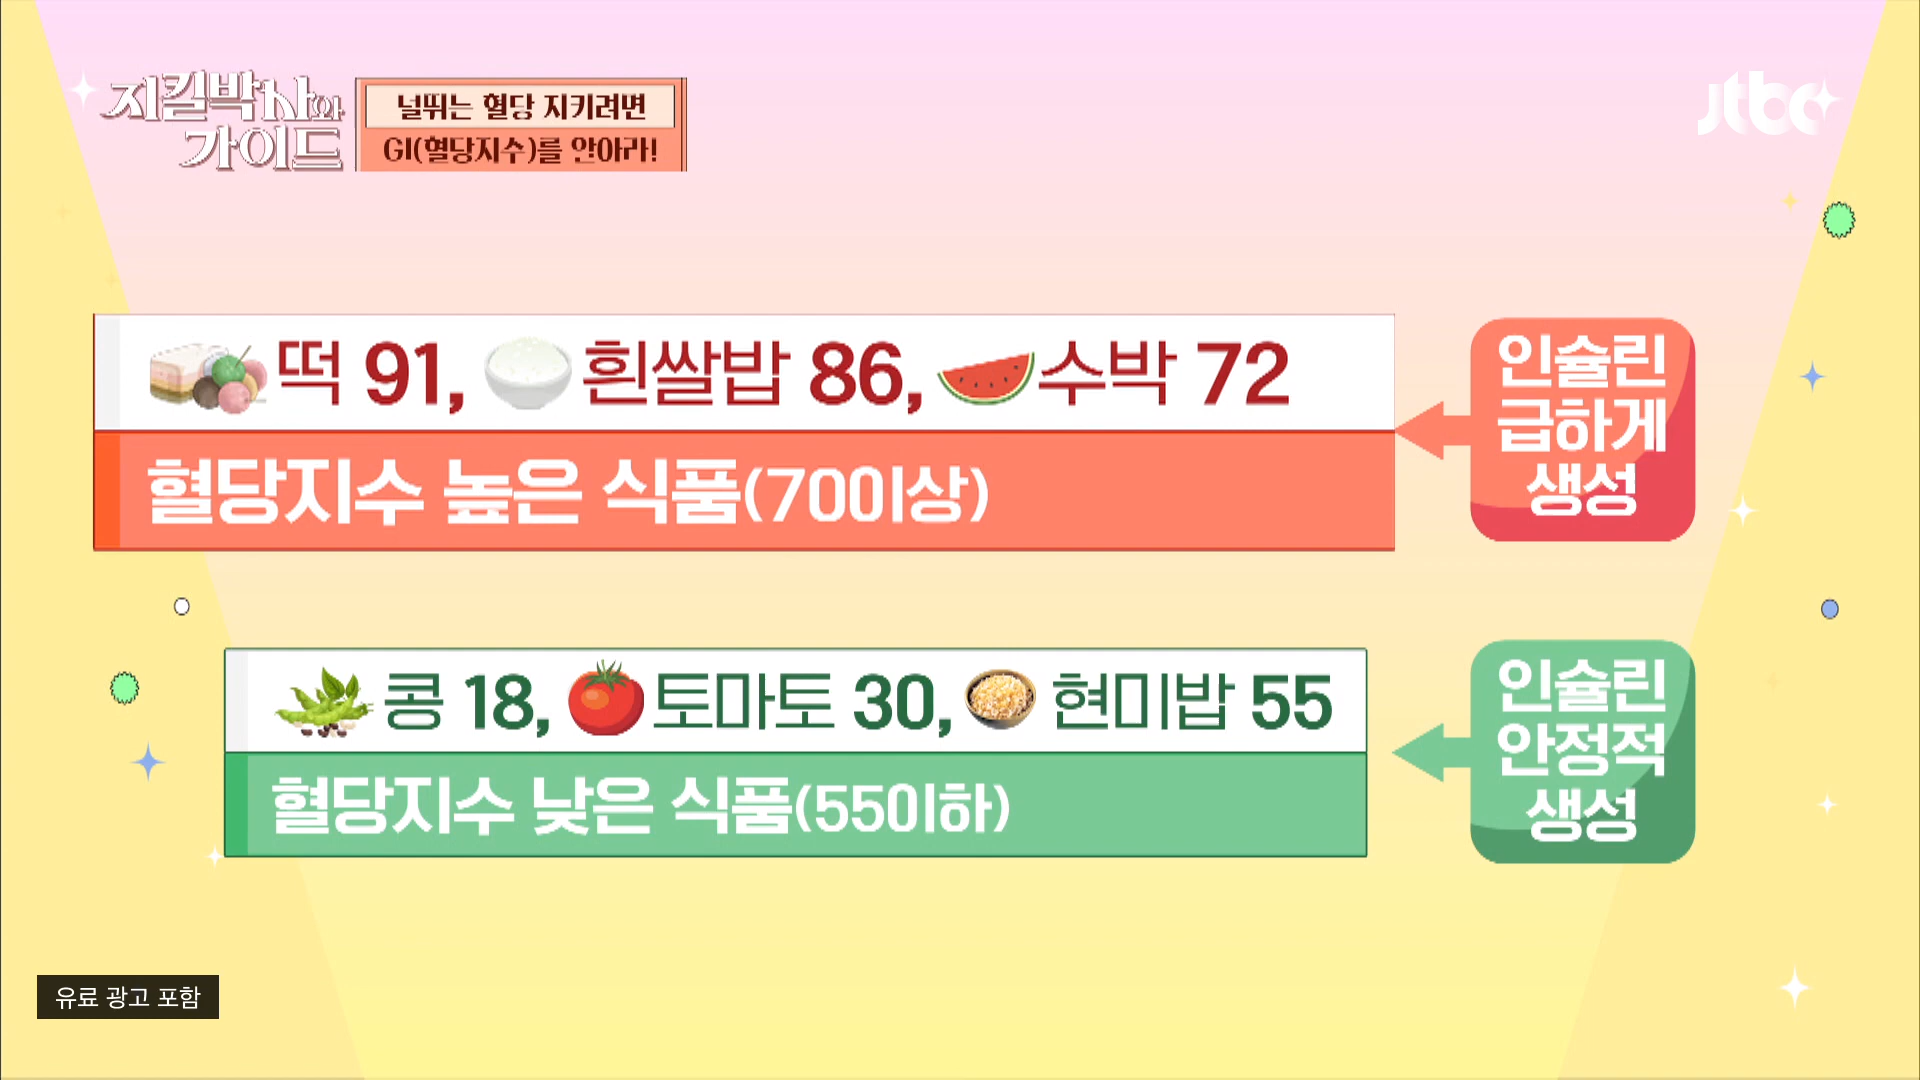 지킬박사와
가이드
널뛰는 혈당 지키려면
GI(혈당지수)를 안아라!
jtbc
떡 91, 흰쌀밥 86, 수박 72
혈당지수 높은 식품(70이상)
인슐린
급하게
생성
콩 18, 토마토 30, 현미밥 55
혈당지수 낮은 식품(55이하)
인슐린
안정적
생성
유료 광고 포함